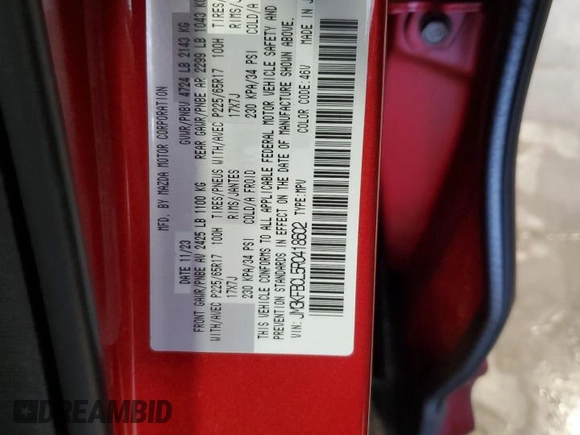 MFD. BY MAZDA MOTOR CORPORATION
DATE 11/23 GVWR/PNBV 4724 LB 2143 KG
FRONT GAWR/PNBE AV 2425 LB 1100 KG REAR GAWR/PNBE AR 2299 LB 1043 KG
WITH/AVEC P225/65R17 100H TIRES/PNEUS WITH/AVEC P225/65R17 100H TIRES/
17X7J RIMS/JANTES 17X7J RIMS/
230 KPA/34 PSI COLD/A FROID 230 KPA/34 PSI COLD/A
THIS VEHICLE CONFORMS TO ALL APPLICABLE FEDERAL MOTOR VEHICLE SAFETY AND
PREVENTION STANDARDS IN EFFECT ON THE DATE OF MANUFACTURE SHOWN ABOVE.
VIN: JM3KFBCL5R0418602 TYPE:MPV COLOR CODE:46V MADE IN J
DREAMBID